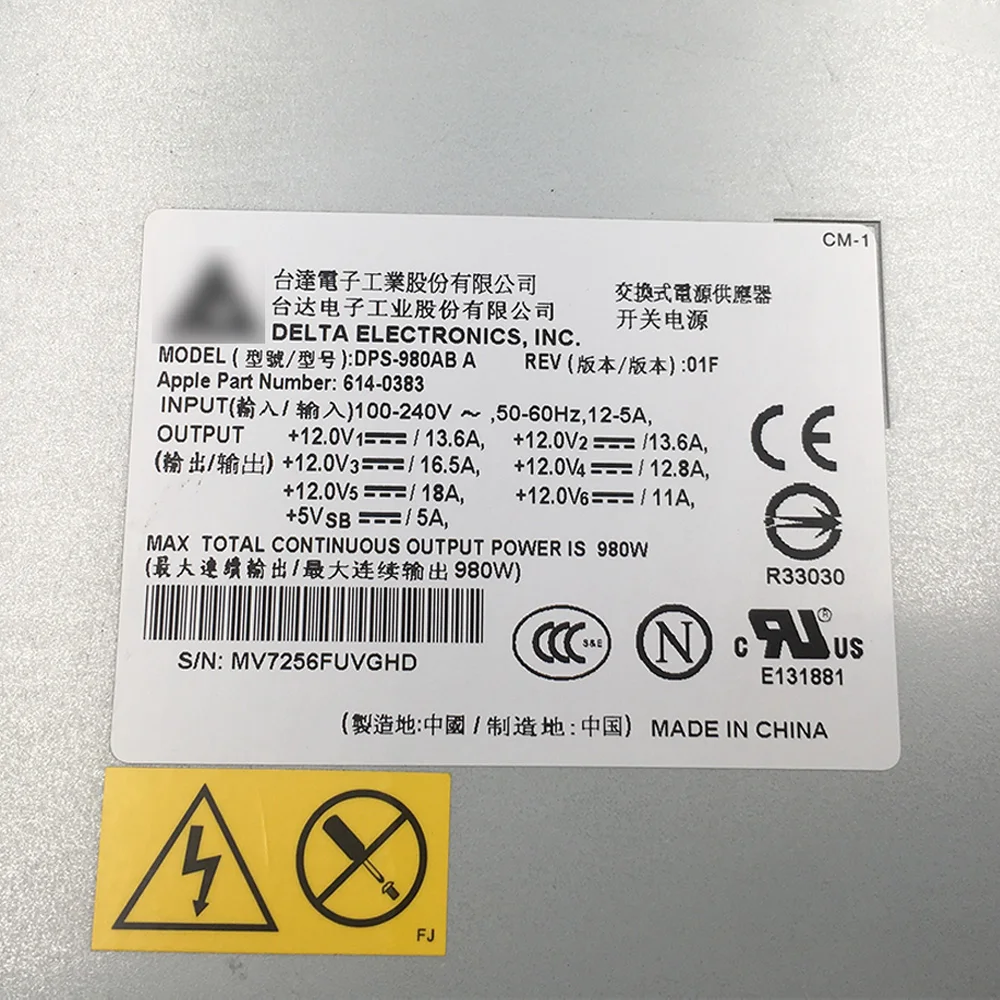 CM-1
台達電子工業股份有限公司
台达电子工业股份有限公司
DELTA ELECTRONICS, INC.
交換式電源供應器
开关电源
MODEL (型號/型号):DPS-980AB A REV (版本/版本) :01F
Apple Part Number: 614-0383
INPUT(輸入/ 输入)100-240V ～ ,50-60Hz,12-5A,
OUTPUT +12.0V1⎓/ 13.6A, +12.0V2⎓/13.6A,
(輸出/输出) +12.0V3⎓/ 16.5A, +12.0V4⎓/ 12.8A,
+12.0V5⎓/ 18A, +12.0V6⎓/ 11A,
+5VSB⎓/ 5A,
MAX TOTAL CONTINUOUS OUTPUT POWER IS 980W
(最大連續輸出/最大连续输出 980W)
CE
R33030
S/N: MV7256FUVGHD
CCC S&E
N
C RU® US
E131881
(製造地:中國 / 制造地: 中国) MADE IN CHINA
FJ